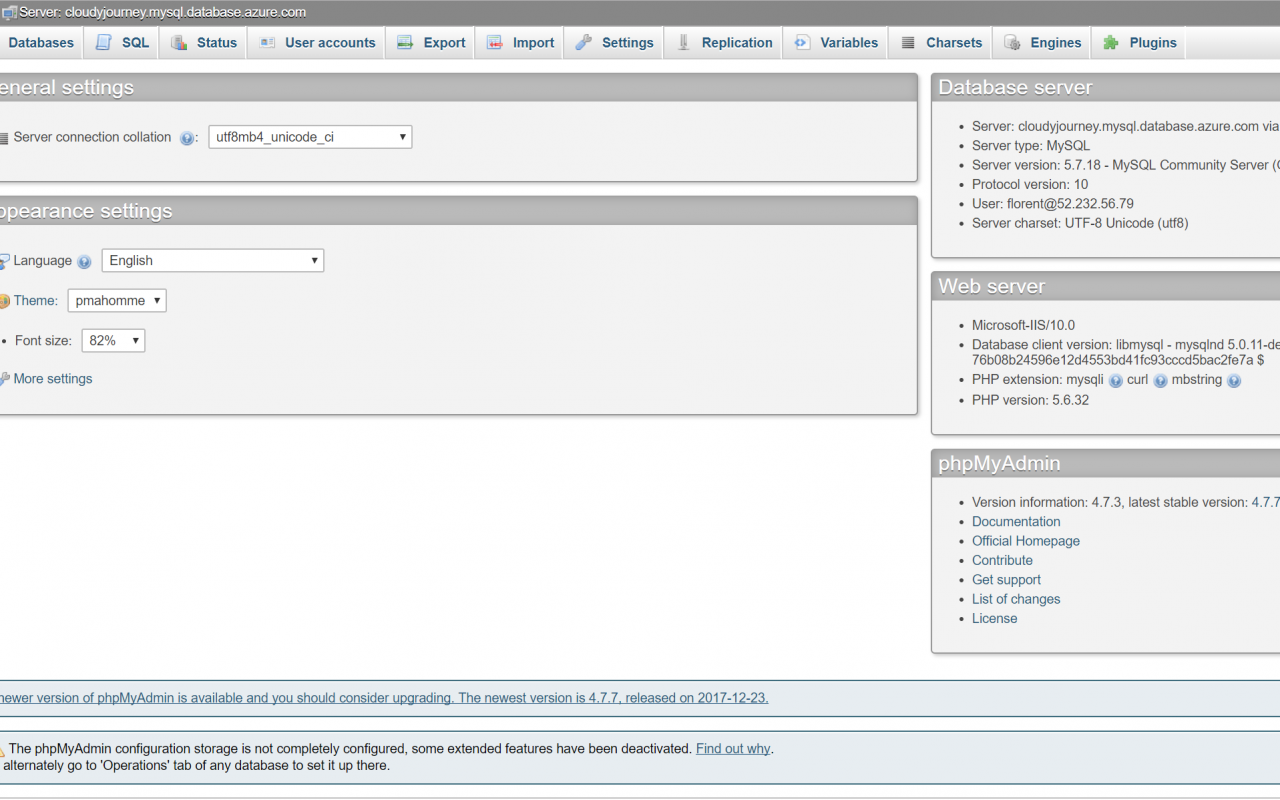 Server: cloudyjourney.mysql.database.azure.com
Databases SQL Status User accounts Export Import Settings Replication Variables Charsets Engines Plugins
eneral settings
Server connection collation : utf8mb4_unicode_ci
ppearance settings
Language English
Theme: pmahomme
• Font size: 82%
More settings
Database server
• Server: cloudyjourney.mysql.database.azure.com via
• Server type: MySQL
• Server version: 5.7.18 - MySQL Community Server (
• Protocol version: 10
• User: florent@52.232.56.79
• Server charset: UTF-8 Unicode (utf8)
Web server
• Microsoft-IIS/10.0
• Database client version: libmysql - mysqlnd 5.0.11-de
76b08b24596e12d4553bd41fc93cccd5bac2fe7a $
• PHP extension: mysqli curl mbstring
• PHP version: 5.6.32
phpMyAdmin
• Version information: 4.7.3, latest stable version: 4.7.7
• Documentation
• Official Homepage
• Contribute
• Get support
• List of changes
• License
newer version of phpMyAdmin is available and you should consider upgrading. The newest version is 4.7.7, released on 2017-12-23.
The phpMyAdmin configuration storage is not completely configured, some extended features have been deactivated. Find out why.
alternately go to 'Operations' tab of any database to set it up there.